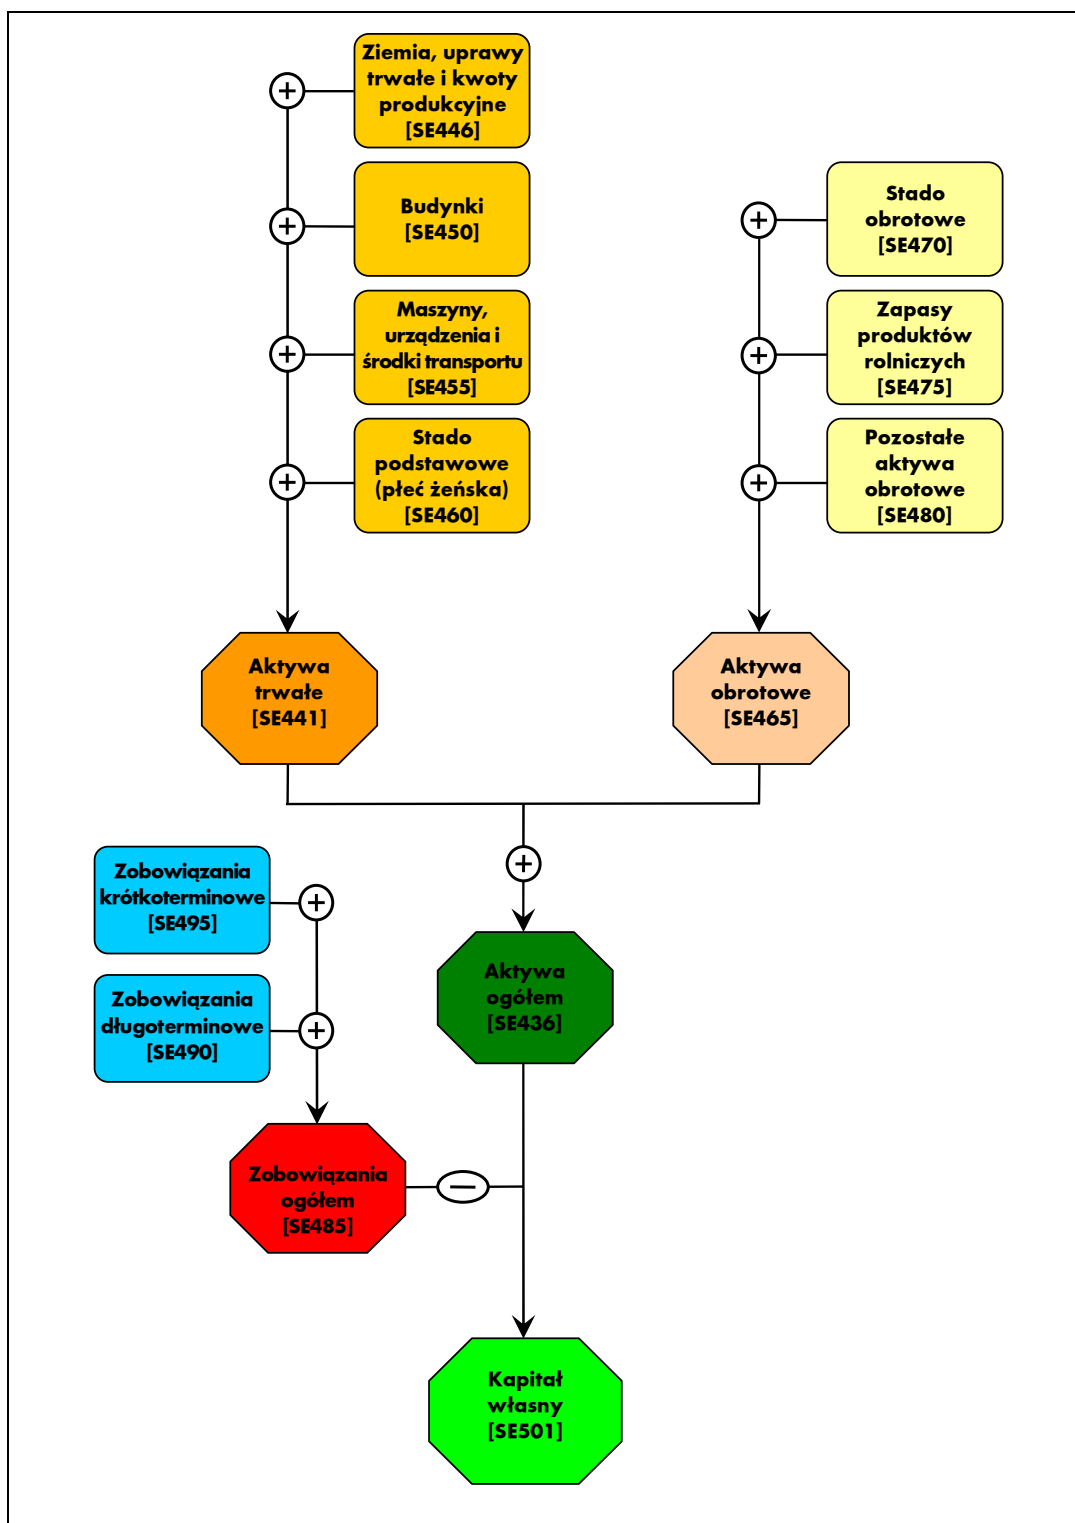 Ziemia, uprawy
trwałe i kwoty
produkcyjne
[SE446]
Budynki
[SE450]
Maszyny,
urządzenia i
środki transportu
[SE455]
Stado
podstawowe
(płeć żeńska)
[SE460]
Stado
obrotowe
[SE470]
Zapasy
produktów
rolniczych
[SE475]
Pozostałe
aktywa
obrotowe
[SE480]
Aktywa
trwałe
[SE441]
Aktywa
obrotowe
[SE465]
Zobowiązania
krótkoterminowe
[SE495]
Zobowiązania
długoterminowe
[SE490]
Aktywa
ogółem
[SE436]
Zobowiązania
ogółem
[SE485]
Kapitał
własny
[SE501]